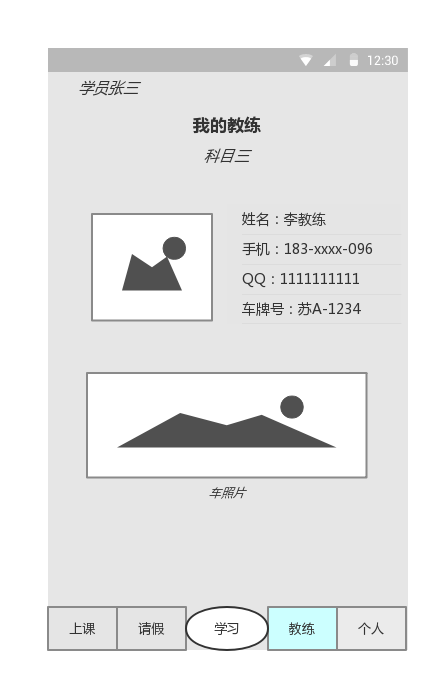 12:30
学员张三
我的教练
科目三
姓名：李教练
手机：183-xxxx-096
QQ：1111111111
车牌号：苏A-1234
车照片
上课 请假 学习 教练 个人